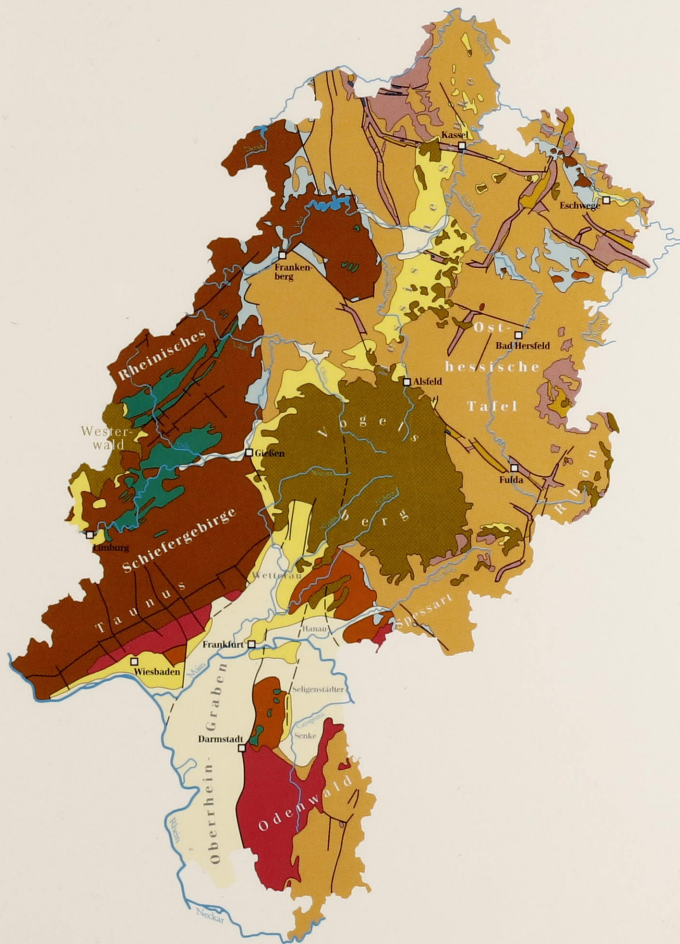 Kassel
Eschwege
Franken-
berg
Ost-
Bad Hersfeld
hessische
Rheinisches
Alsfeld
Tafel
Vogels
Wester-
wald
Gießen
Fulda
Rhön
berg
Schiefergebirge
Limburg
Wetterau
Taunus
Spessart
Hanau
Frankfurt
Wiesbaden
Main
Seligenstädter
Senke
Darmstadt
Oberrhein-
Graben
Odenwald
Rhein
Neckar